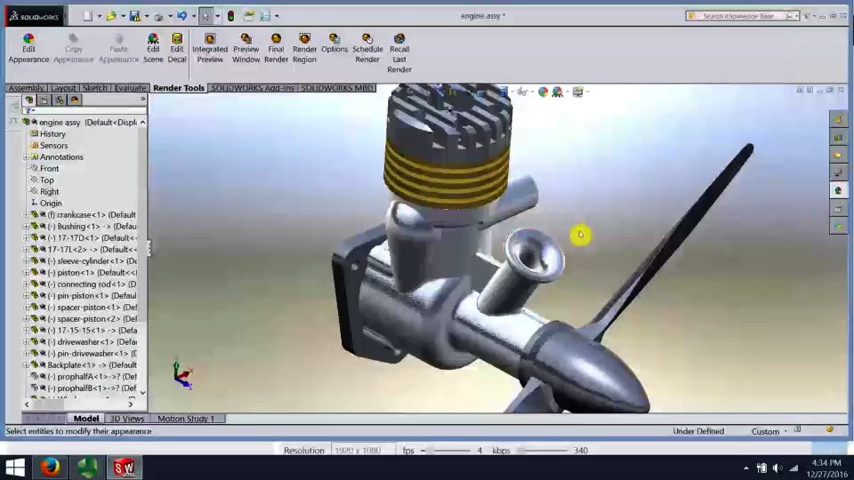 SOLIDWORKS
engine.assy *
Search Knowledge Base
Edit Appearance
Copy Appearance
Paste Appearance
Edit Scene
Edit Decal
Integrated Preview
Preview Window
Final Render
Render Region
Options
Schedule Render
Recall Last Render
Assembly Layout Sketch Evaluate Render Tools SOLIDWORKS Add-Ins SOLIDWORKS MBD
engine assy (Default<Displ
History
Sensors
Annotations
Front
Top
Right
Origin
(f) crankcase<1> (Default
(-) Bushing<1> (Default<
(-) 17-17D<1> (Default<<
17-17L<2> -> (Default<<
(-) sleeve-cylinder<1> (De
(-) piston<1> (Default<
(-) connecting rod<1> (De
(-) pin-piston<1> (Default
(-) spacer-piston<1> (Def
(-) spacer-piston<2> (Def
(-) 17-15-15<1> -> (Defau
(-) drivewasher<1> (Defau
(-) pin-drivewasher<1> (De
Backplate<1> (Default<
(-) prophalfA<1>->? (Def
(-) prophalfB<1>->? (Def
Model 3D Views Motion Study 1
Select entities to modify their appearance
Under Defined
Custom
Resolution 1920 x 1080 fps 4 kbps 340
4:34 PM
12/27/2016